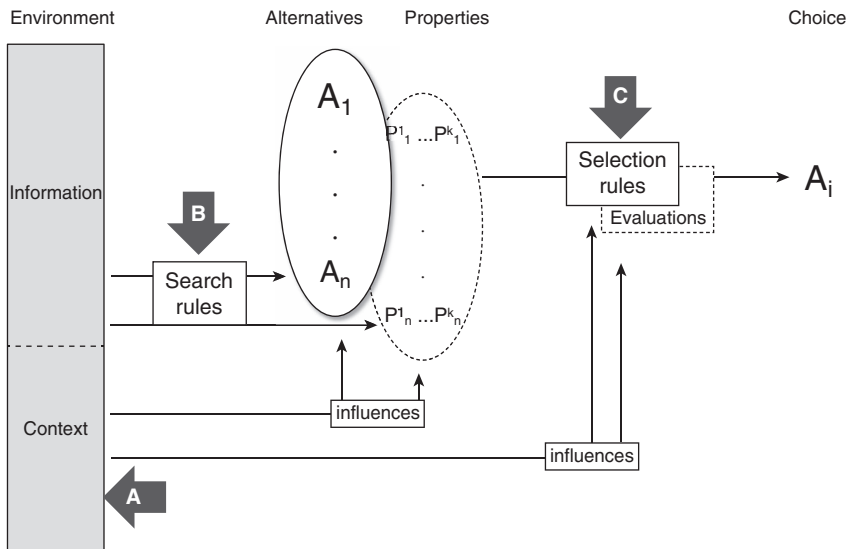 Environment Alternatives Properties Choice
A₁
P¹₁ ...Pᵏ₁
C
Selection
rules
Aᵢ
Evaluations
Information
.
.
.
.
.
.
B
Search
rules
Aₙ
P¹ₙ ...Pᵏₙ
influences
Context
influences
A